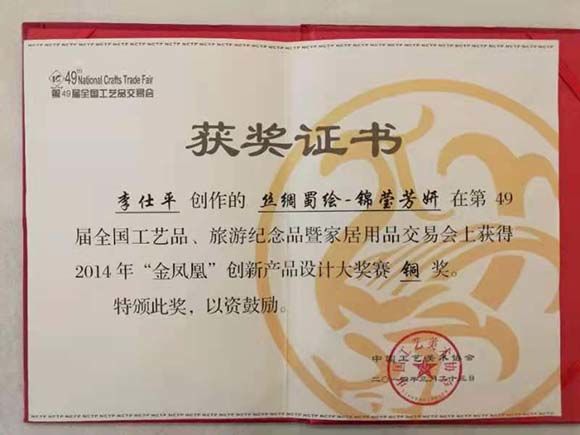 49th National Crafts Trade Fair
第49届全国工艺品交易会
获奖证书
李仕平 创作的 丝绸蜀绘-锦莹芳妍 在第 49
届全国工艺品、旅游纪念品暨家居用品交易会上获得
2014 年“金凤凰”创新产品设计大奖赛 铜 奖。
特颁此奖，以资鼓励。
中国工艺美术协会